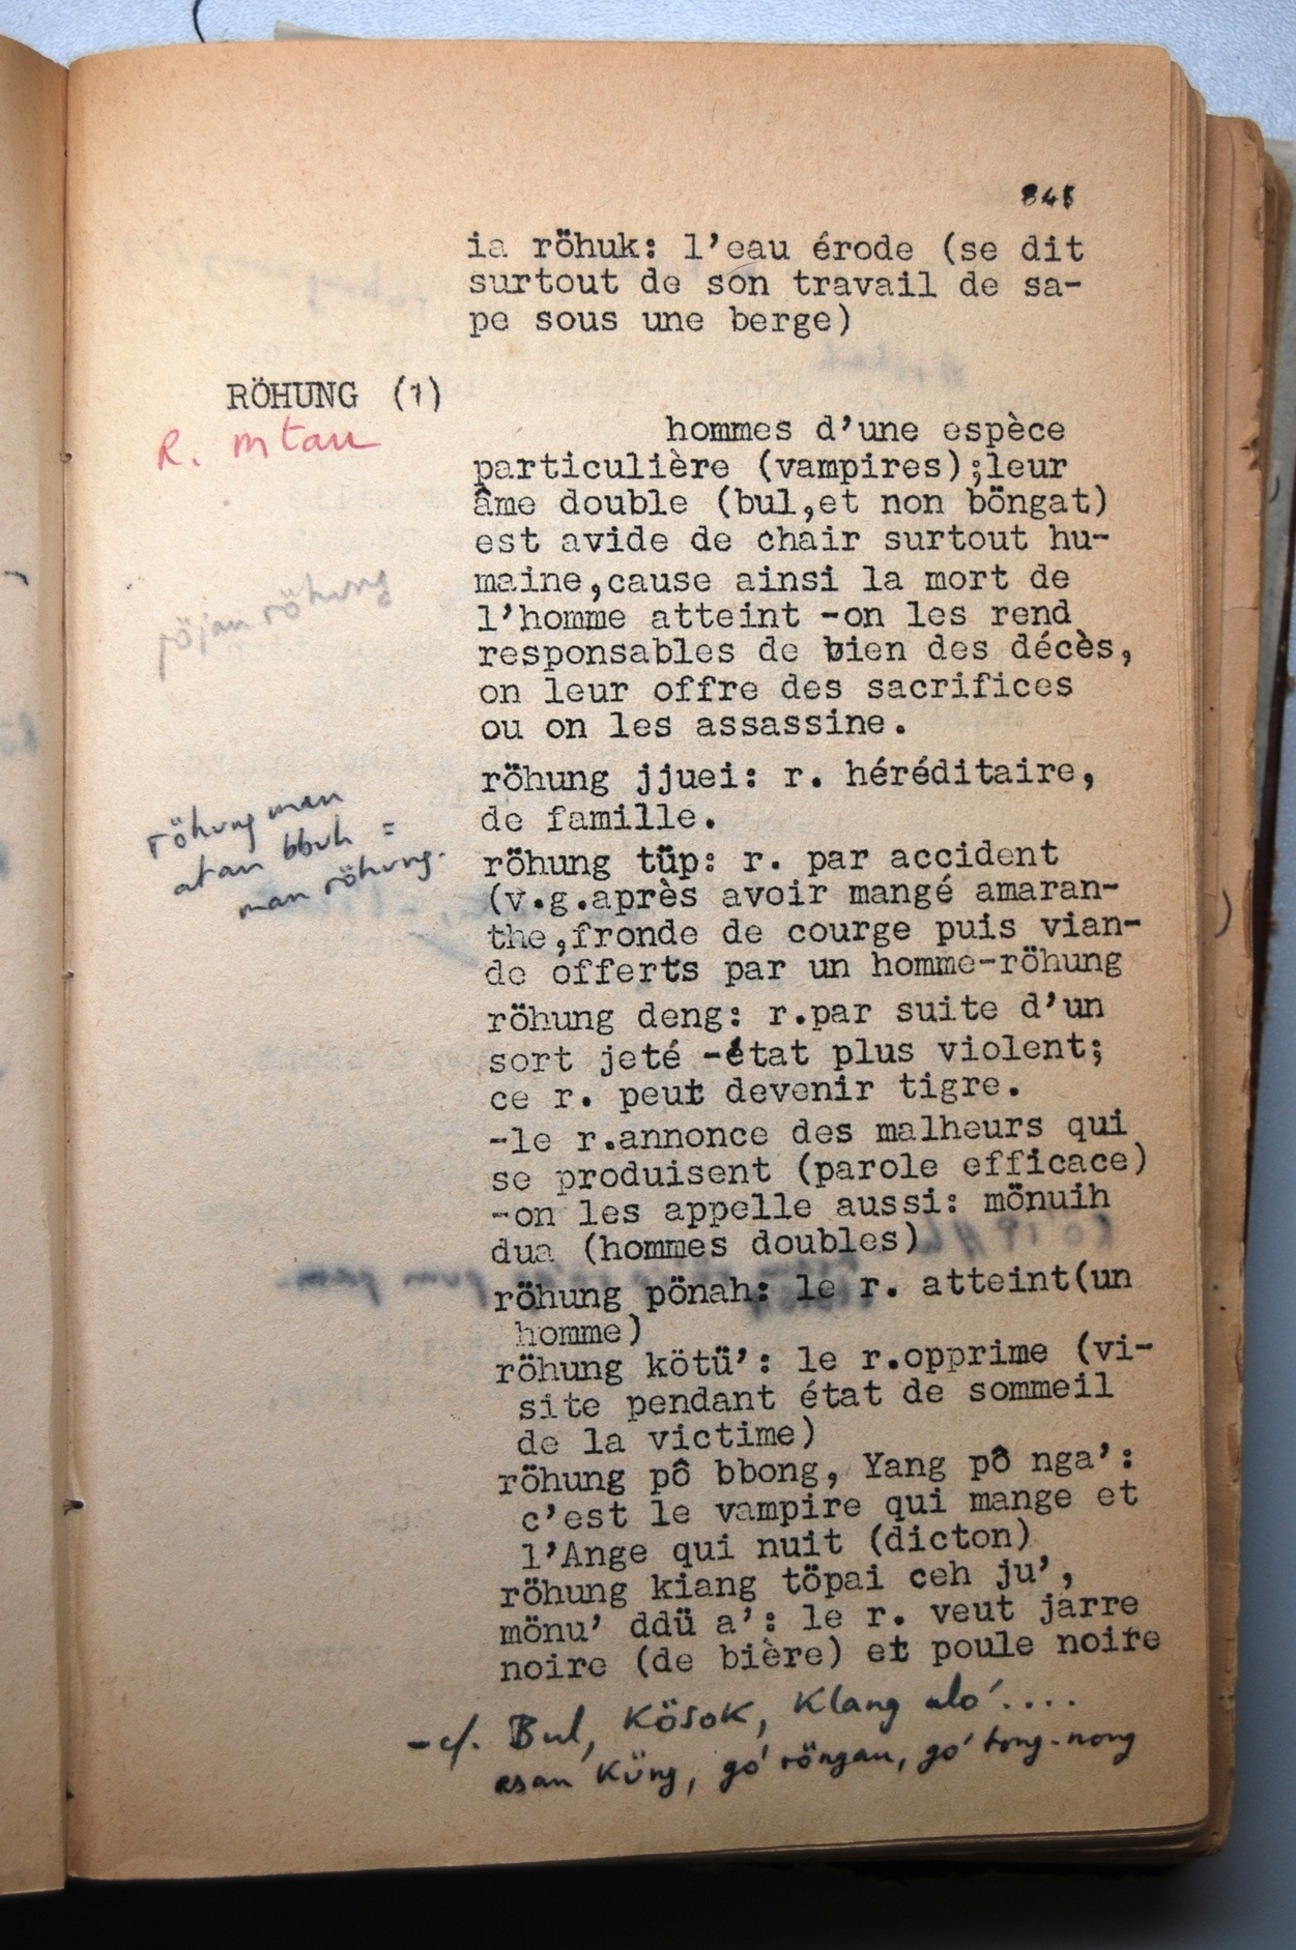 845
ia röhuk: l'eau érode (se dit
surtout de son travail de sa-
pe sous une berge)
RÖHUNG (1)
R. mtau
hommes d'une espèce
particulière (vampires);leur
âme double (bul,et non böngat)
est avide de chair surtout hu-
maine,cause ainsi la mort de
l'homme atteint -on les rend
responsables de bien des décès,
on leur offre des sacrifices
ou on les assassine.
pöjau röhung
röhung jjuei: r. héréditaire,
de famille.
röhung man
atau bbuh =
man röhung.
röhung tüp: r. par accident
(v.g.après avoir mangé amaran-
the,fronde de courge puis vian-
de offerts par un homme-röhung
röhung deng: r.par suite d'un
sort jeté -état plus violent;
ce r. peut devenir tigre.
-le r.annonce des malheurs qui
se produisent (parole efficace)
-on les appelle aussi: mönuih
dua (hommes doubles)
röhung pönah: le r. atteint(un
homme)
röhung kötü': le r.opprime (vi-
site pendant état de sommeil
de la victime)
röhung pô bbong, Yang pô nga':
c'est le vampire qui mange et
l'Ange qui nuit (dicton)
röhung kiang töpai ceh ju',
mönu' ddü a': le r. veut jarre
noire (de bière) et poule noire
-cf. Bul, Kösok, Klang alo'....
asan Küng, gö' röngau, gö' tong-nong